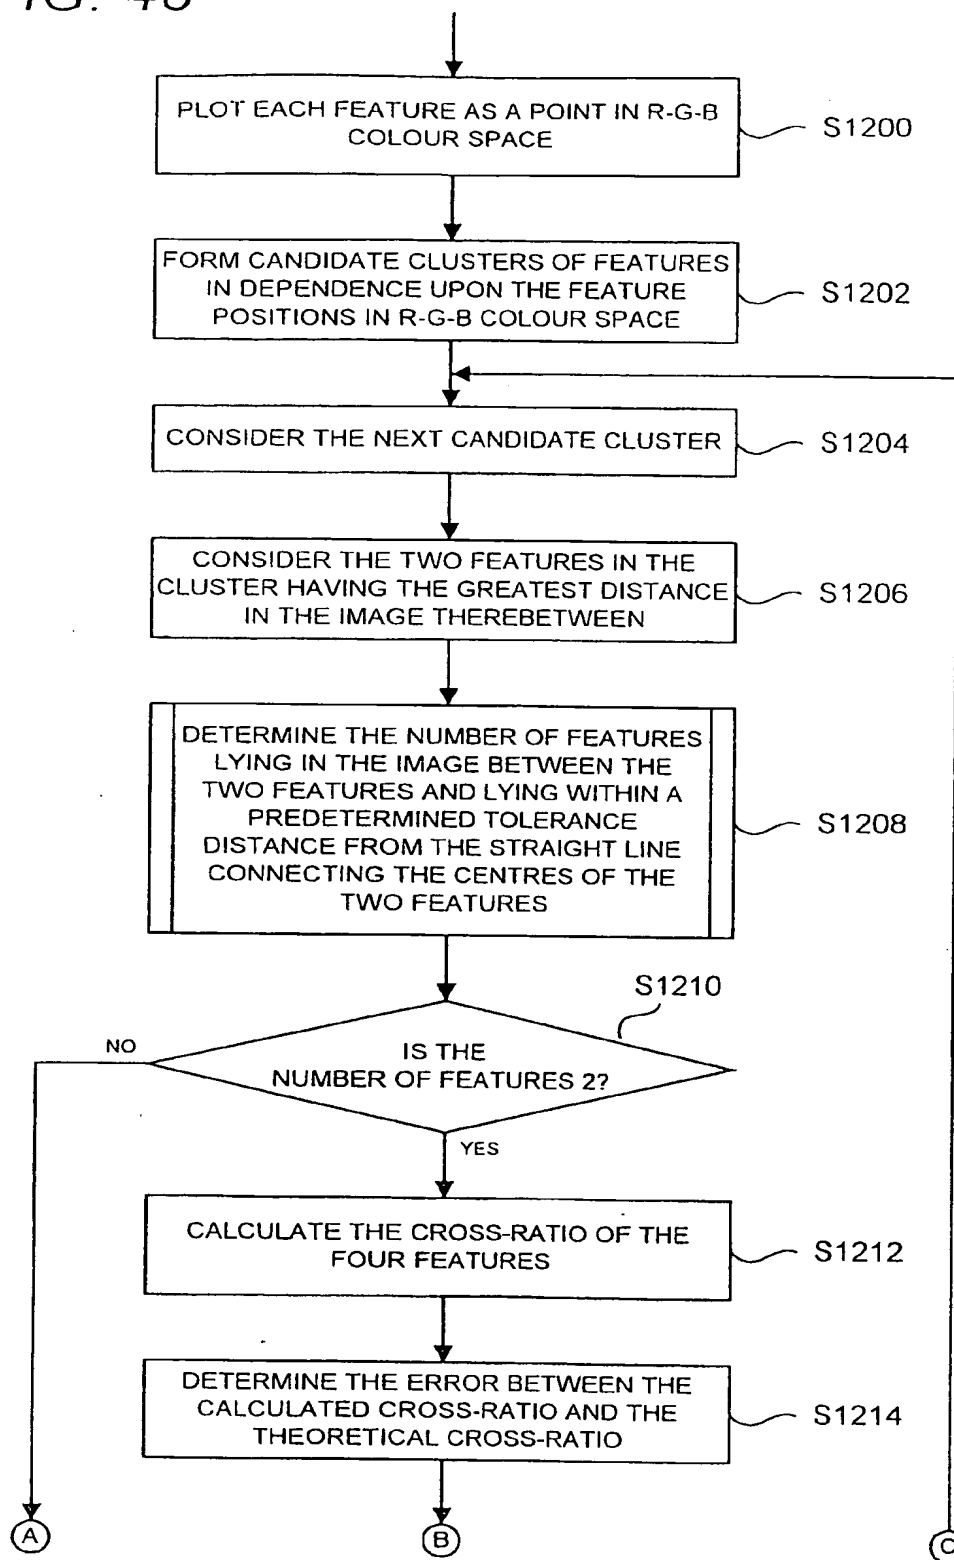 PLOT EACH FEATURE AS A POINT IN R-G-B
COLOUR SPACE
S1200
FORM CANDIDATE CLUSTERS OF FEATURES
IN DEPENDENCE UPON THE FEATURE
POSITIONS IN R-G-B COLOUR SPACE
S1202
CONSIDER THE NEXT CANDIDATE CLUSTER
S1204
CONSIDER THE TWO FEATURES IN THE
CLUSTER HAVING THE GREATEST DISTANCE
IN THE IMAGE THEREBETWEEN
S1206
DETERMINE THE NUMBER OF FEATURES
LYING IN THE IMAGE BETWEEN THE
TWO FEATURES AND LYING WITHIN A
PREDETERMINED TOLERANCE
DISTANCE FROM THE STRAIGHT LINE
CONNECTING THE CENTRES OF THE
TWO FEATURES
S1208
S1210
NO
IS THE
NUMBER OF FEATURES 2?
YES
CALCULATE THE CROSS-RATIO OF THE
FOUR FEATURES
S1212
DETERMINE THE ERROR BETWEEN THE
CALCULATED CROSS-RATIO AND THE
THEORETICAL CROSS-RATIO
S1214
A
B
C